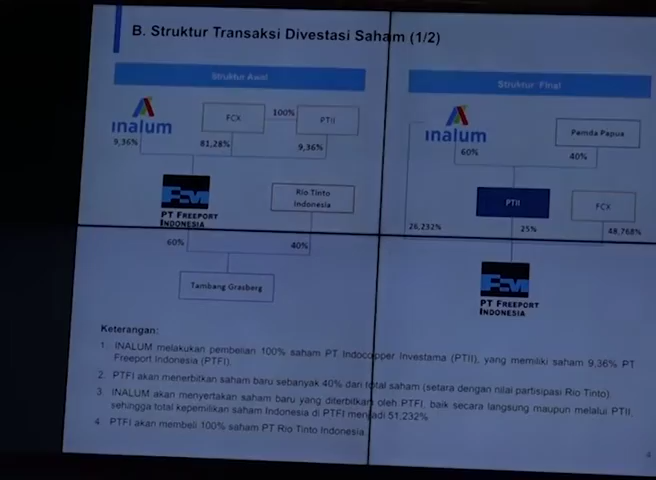 B. Struktur Transaksi Divestasi Saham (1/2)
Struktur Awal
Struktur Final
inalum
FCX
100%
PTII
9,36%
81,28%
9,36%
PT FREEPORT
INDONESIA
Rio Tinto
Indonesia
60%
40%
Tambang Grasberg
inalum
Pemda Papua
60%
40%
PTII
FCX
26,232%
25%
48,768%
PT FREEPORT
INDONESIA
Keterangan:
1. INALUM melakukan pembelian 100% saham PT Indocopper Investama (PTII), yang memiliki saham 9,36% PT
Freeport Indonesia (PTFI).
2. PTFI akan menerbitkan saham baru sebanyak 40% dari total saham (setara dengan nilai partisipasi Rio Tinto)
3. INALUM akan menyertakan saham baru yang diterbitkan oleh PTFI, baik secara langsung maupun melalui PTII
sehingga total kepemilikan saham Indonesia di PTFI menjadi 51,232%
4. PTFI akan membeli 100% saham PT Rio Tinto Indonesia.
4